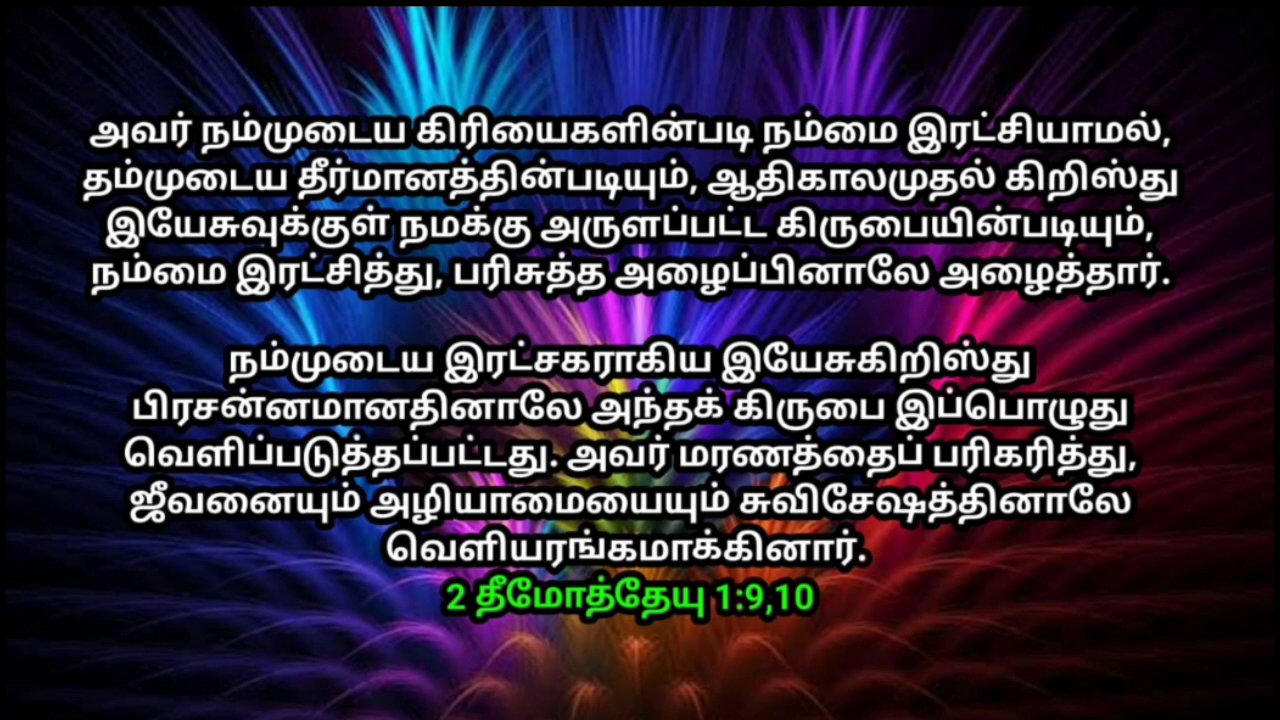 அவர் நம்முடைய கிரியைகளின்படி நம்மை இரட்சியாமல்,
தம்முடைய தீர்மானத்தின்படியும், ஆதிகாலமுதல் கிறிஸ்து
இயேசுவுக்குள் நமக்கு அருளப்பட்ட கிருபையின்படியும்,
நம்மை இரட்சித்து, பரிசுத்த அழைப்பினாலே அழைத்தார்.
நம்முடைய இரட்சகராகிய இயேசுகிறிஸ்து
பிரசன்னமானதினாலே அந்தக் கிருபை இப்பொழுது
வெளிப்படுத்தப்பட்டது. அவர் மரணத்தைப் பரிகரித்து,
ஜீவனையும் அழியாமையையும் சுவிசேஷத்தினாலே
வெளியரங்கமாக்கினார்.
2 தீமோத்தேயு 1:9,10